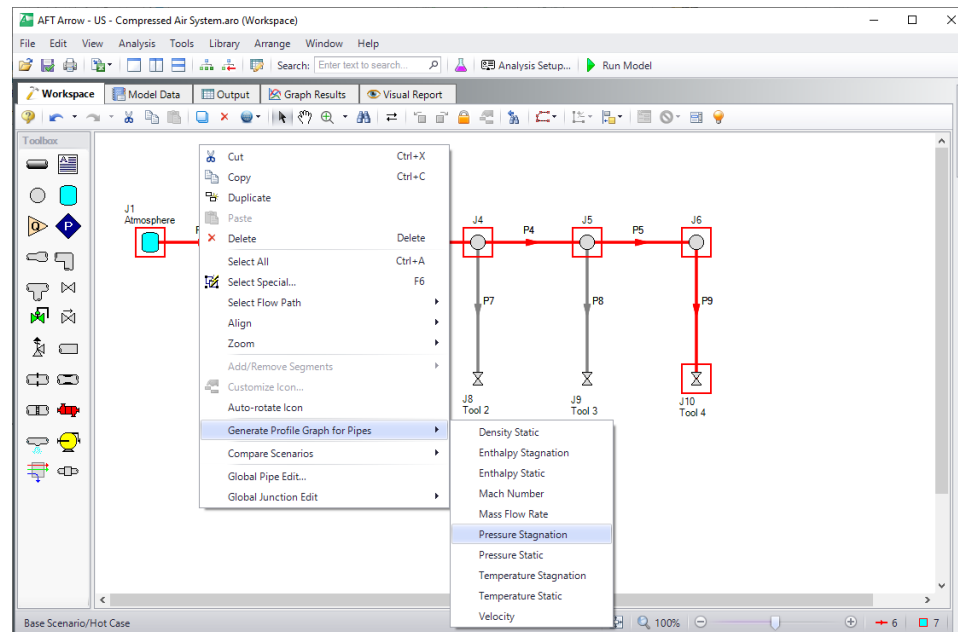 AFT Arrow - US - Compressed Air System.aro (Workspace)
File Edit View Analysis Tools Library Arrange Window Help
Search: Enter text to search... Analysis Setup... Run Model
Workspace Model Data Output Graph Results Visual Report
Toolbox
J1
Atmosphere
Cut Ctrl+X
Copy Ctrl+C
Duplicate
Paste
Delete Delete
Select All Ctrl+A
Select Special... F6
Select Flow Path
Align
Zoom
Add/Remove Segments
Customize Icon...
Auto-rotate Icon
Generate Profile Graph for Pipes
Compare Scenarios
Global Pipe Edit...
Global Junction Edit
J4 P4 J5 P5 J6
P7 P8 P9
J8 J9 J10
Tool 2 Tool 3 Tool 4
Density Static
Enthalpy Stagnation
Enthalpy Static
Mach Number
Mass Flow Rate
Pressure Stagnation
Pressure Static
Temperature Stagnation
Temperature Static
Velocity
Base Scenario/Hot Case 100% 6 7